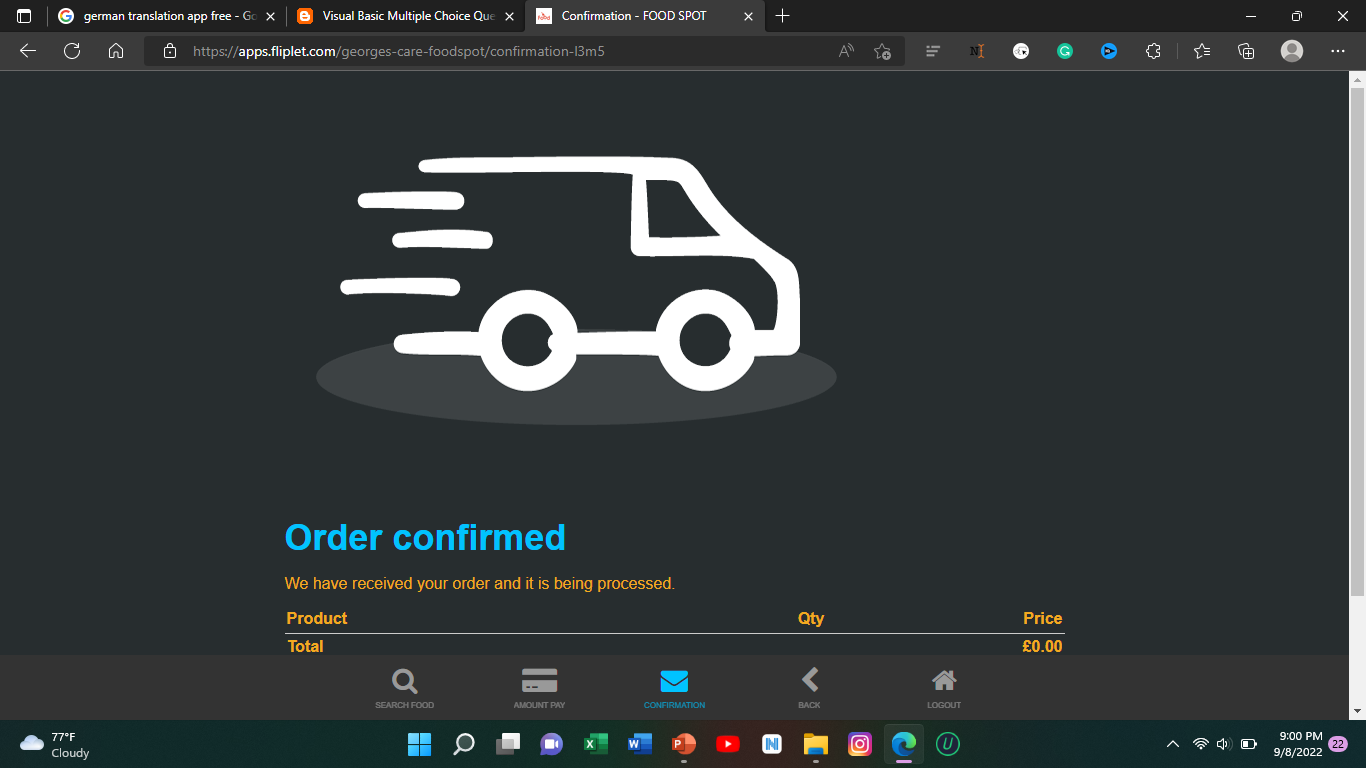 german translation app free - Go
Visual Basic Multiple Choice Que
Confirmation - FOOD SPOT
https://apps.fliplet.com/georges-care-foodspot/confirmation-l3m5
Order confirmed
We have received your order and it is being processed.
Product Qty Price
Total £0.00
SEARCH FOOD AMOUNT PAY CONFIRMATION BACK LOGOUT
77°F
Cloudy
9:00 PM
9/8/2022 22